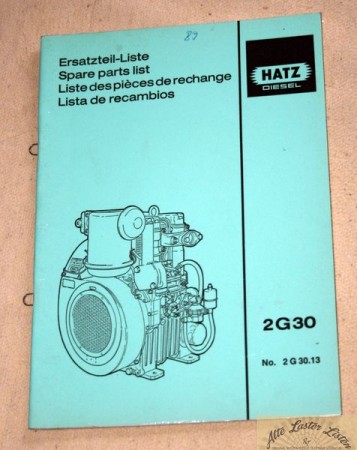 89
Ersatzteil-Liste
Spare parts list
Liste des pièces de rechange
Lista de recambios
HATZ
DIESEL
2G30
No. 2 G 30.13
Alte Laster Listen